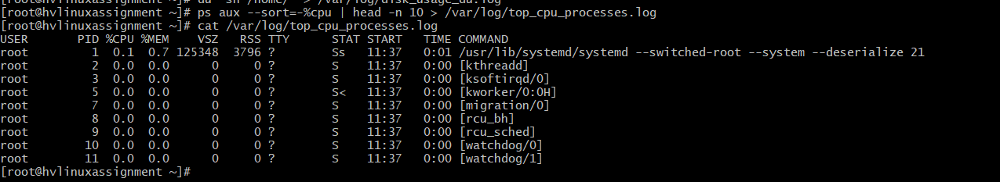 [root@hvlinuxassignment ~]# du -sh /home/* > /var/log/disk_usage_du.log
[root@hvlinuxassignment ~]# ps aux --sort=-%cpu | head -n 10 > /var/log/top_cpu_processes.log
[root@hvlinuxassignment ~]# cat /var/log/top_cpu_processes.log
USER       PID %CPU %MEM    VSZ   RSS TTY      STAT START   TIME COMMAND
root         1  0.1  0.7 125348  3796 ?        Ss   11:37   0:01 /usr/lib/systemd/systemd --switched-root --system --deserialize 21
root         2  0.0  0.0      0     0 ?        S    11:37   0:00 [kthreadd]
root         3  0.0  0.0      0     0 ?        S    11:37   0:00 [ksoftirqd/0]
root         5  0.0  0.0      0     0 ?        S<   11:37   0:00 [kworker/0:0H]
root         7  0.0  0.0      0     0 ?        S    11:37   0:00 [migration/0]
root         8  0.0  0.0      0     0 ?        S    11:37   0:00 [rcu_bh]
root         9  0.0  0.0      0     0 ?        S    11:37   0:00 [rcu_sched]
root        10  0.0  0.0      0     0 ?        S    11:37   0:00 [watchdog/0]
root        11  0.0  0.0      0     0 ?        S    11:37   0:00 [watchdog/1]
[root@hvlinuxassignment ~]#